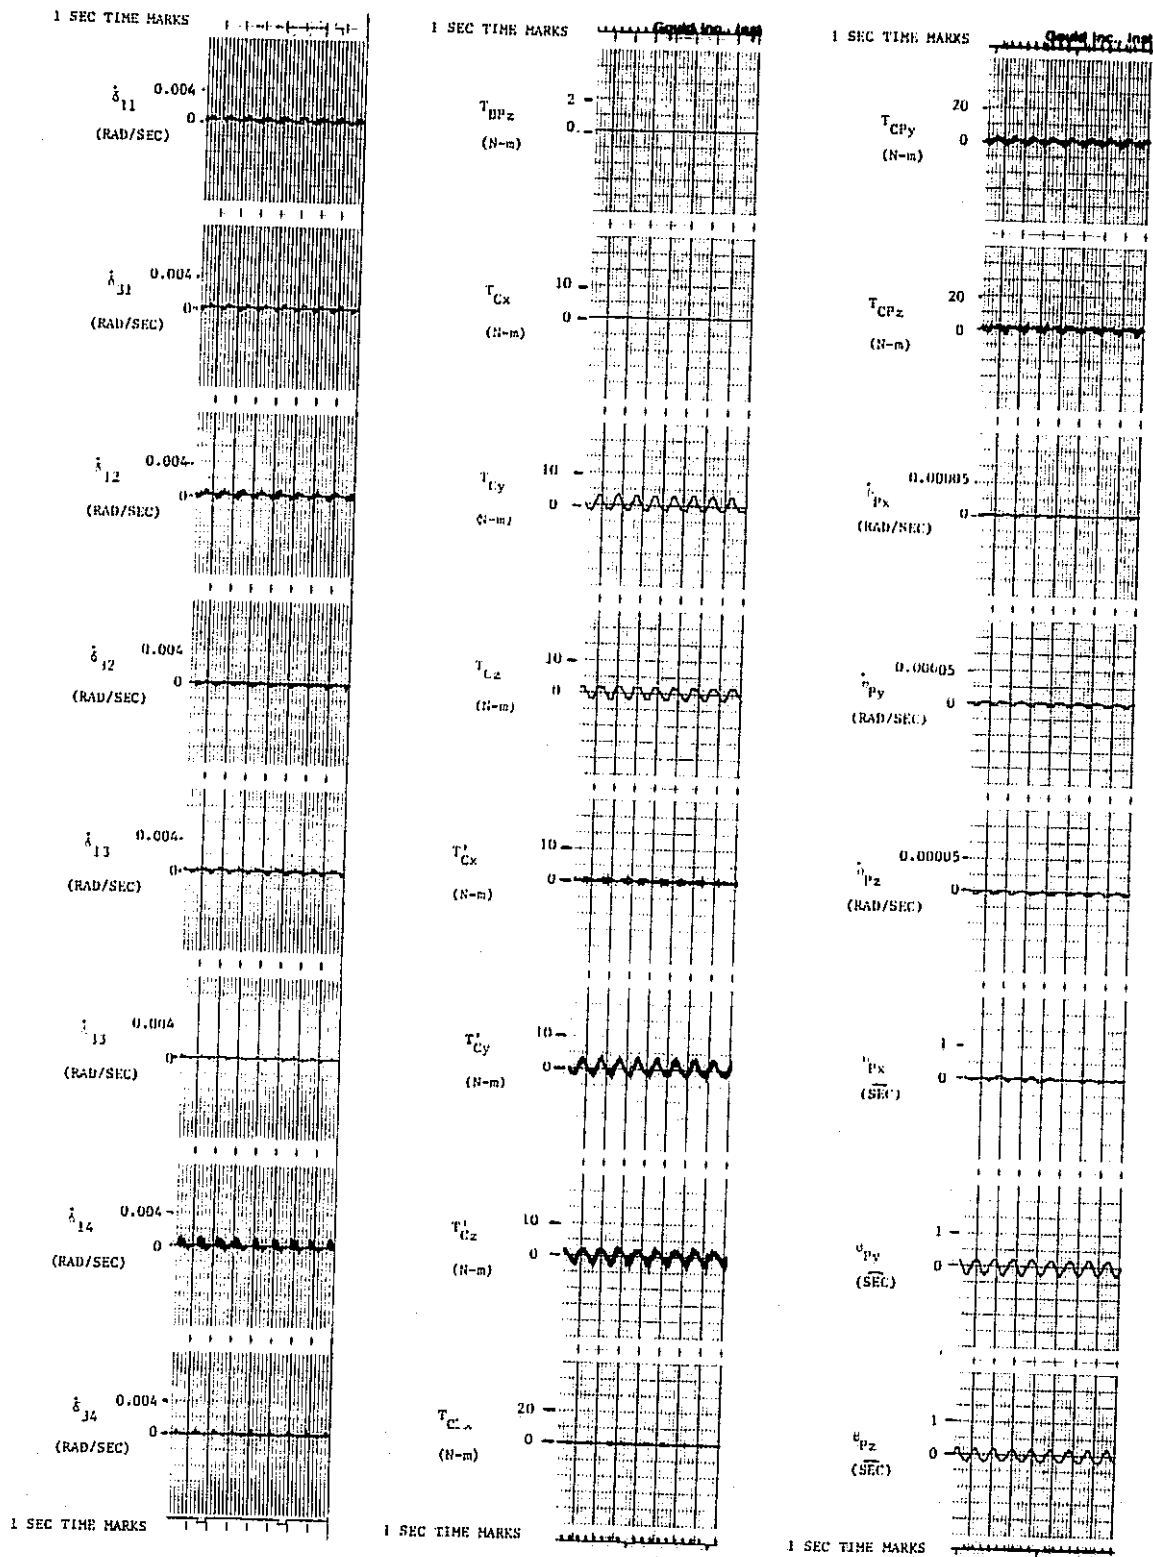 1 SEC TIME MARKS
δ̇11
0.004
0
(RAD/SEC)
δ̇31
0.004
0
(RAD/SEC)
δ̇12
0.004
0
(RAD/SEC)
δ̇32
0.004
0
(RAD/SEC)
δ̇13
0.004
0
(RAD/SEC)
0.004
0
(RAD/SEC)
δ̇14
0.004
0
(RAD/SEC)
δ̇34
0.004
0
(RAD/SEC)
1 SEC TIME MARKS
1 SEC TIME MARKS
Gould Inc., Inst
2
0
(N-m)
TCx
10
0
(N-m)
TCy
10
0
(N-m)
TCz
10
0
(N-m)
T'Cx
10
0
(N-m)
T'Cy
10
0
(N-m)
T'Cz
10
0
(N-m)
20
0
(N-m)
1 SEC TIME MARKS
1 SEC TIME MARKS
Gould Inc., Inst
TCPy
20
0
(N-m)
TCPz
20
0
(N-m)
0.00005
0
(RAD/SEC)
0.00005
0
(RAD/SEC)
0.00005
0
(RAD/SEC)
1
0
(SEC)
θPy
1
0
(SEC)
θPz
1
0
(SEC)
1 SEC TIME MARKS